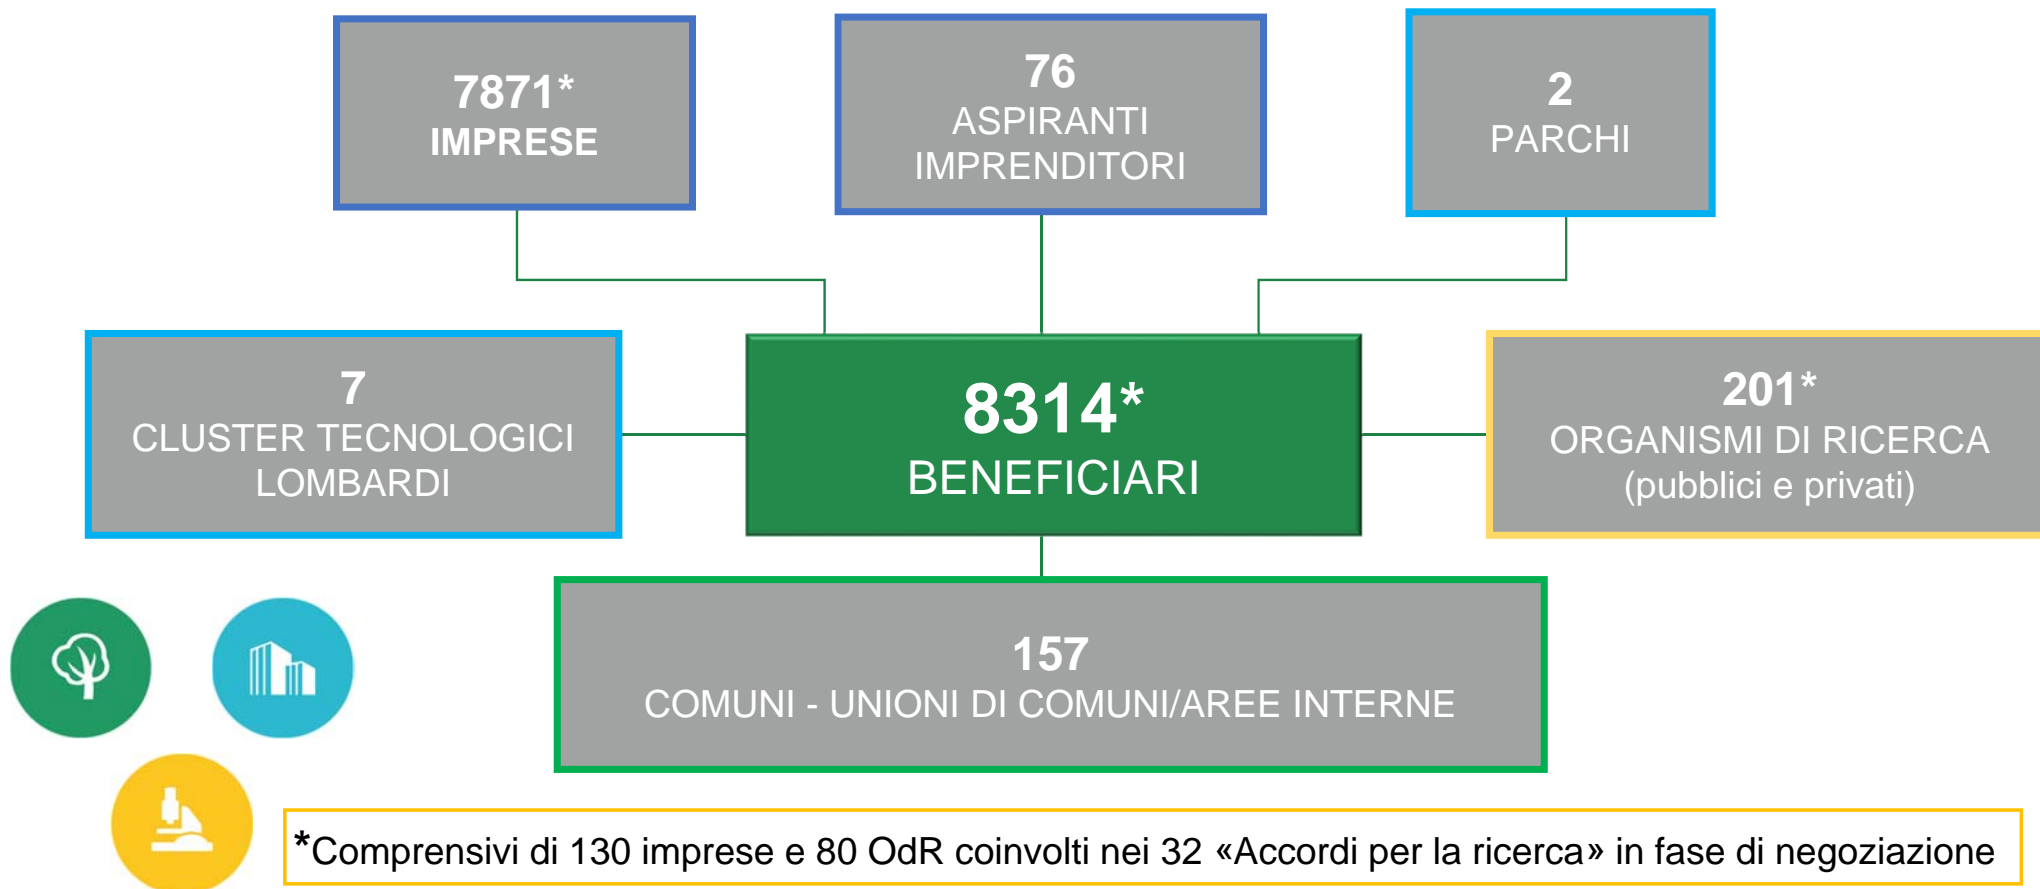 7871*
IMPRESE
76
ASPIRANTI
IMPRENDITORI
2
PARCHI
7
CLUSTER TECNOLOGICI
LOMBARDI
8314*
BENEFICIARI
201*
ORGANISMI DI RICERCA
(pubblici e privati)
157
COMUNI - UNIONI DI COMUNI/AREE INTERNE
*Comprensivi di 130 imprese e 80 OdR coinvolti nei 32 «Accordi per la ricerca» in fase di negoziazione